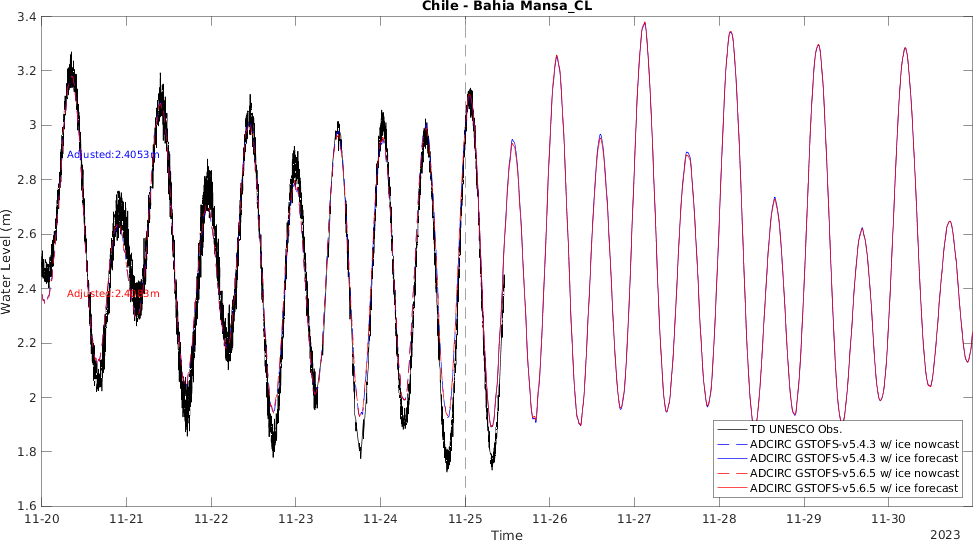 Chile - Bahia Mansa_CL
3.4
3.2
3
2.8
2.6
2.4
2.2
2
1.8
1.6
Water Level (m)
Adjusted:2.4053m
TD UNESCO Obs.
ADCIRC GSTOFS-v5.4.3 w/ ice nowcast
ADCIRC GSTOFS-v5.4.3 w/ ice forecast
ADCIRC GSTOFS-v5.6.5 w/ ice nowcast
ADCIRC GSTOFS-v5.6.5 w/ ice forecast
11-20 11-21 11-22 11-23 11-24 11-25 11-26 11-27 11-28 11-29 11-30
Time
2023